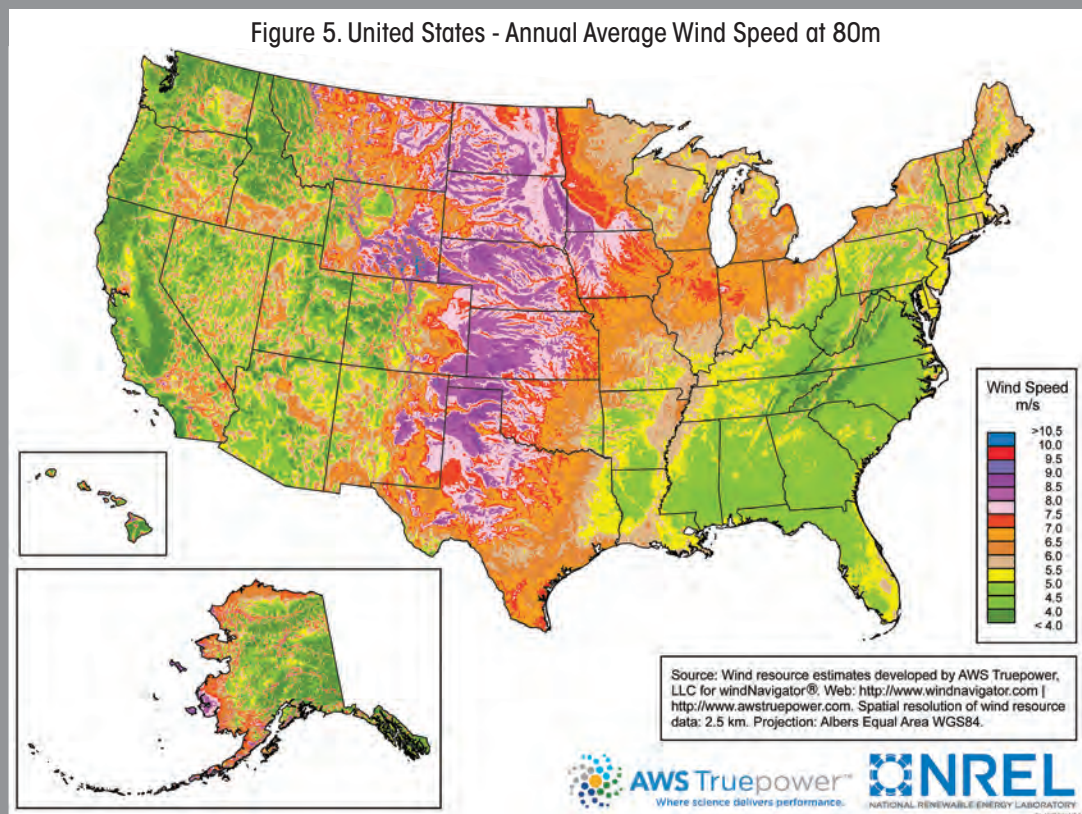 Figure 5. United States - Annual Average Wind Speed at 80m
Wind Speed
m/s
>10.5
10.0
9.5
9.0
8.5
8.0
7.5
7.0
6.5
6.0
5.5
5.0
4.5
4.0
< 4.0
Source: Wind resource estimates developed by AWS Truepower,
LLC for windNavigator®. Web: http://www.windnavigator.com |
http://www.awstruepower.com. Spatial resolution of wind resource
data: 2.5 km. Projection: Albers Equal Area WGS84.
AWS Truepower™
Where science delivers performance.
NREL
NATIONAL RENEWABLE ENERGY LABORATORY